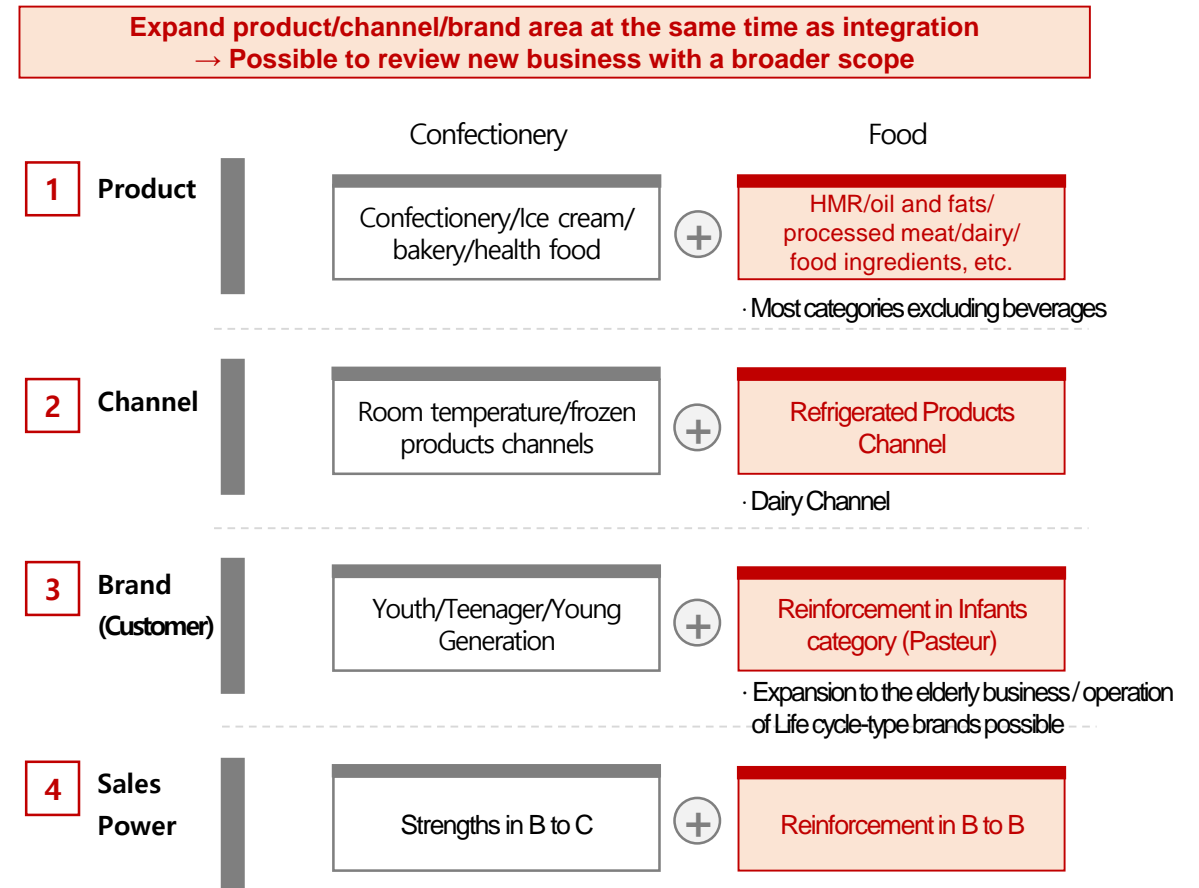 Expand product/channel/brand area at the same time as integration
→ Possible to review new business with a broader scope
Confectionery
Food
1
Product
Confectionery/Ice cream/
bakery/health food
+
HMR/oil and fats/
processed meat/dairy/
food ingredients, etc.
· Most categories excluding beverages
2
Channel
Room temperature/frozen
products channels
+
Refrigerated Products
Channel
· Dairy Channel
3
Brand
(Customer)
Youth/Teenager/Young
Generation
+
Reinforcement in Infants
category (Pasteur)
· Expansion to the elderly business / operation
of Life cycle-type brands possible
4
Sales
Power
Strengths in B to C
+
Reinforcement in B to B